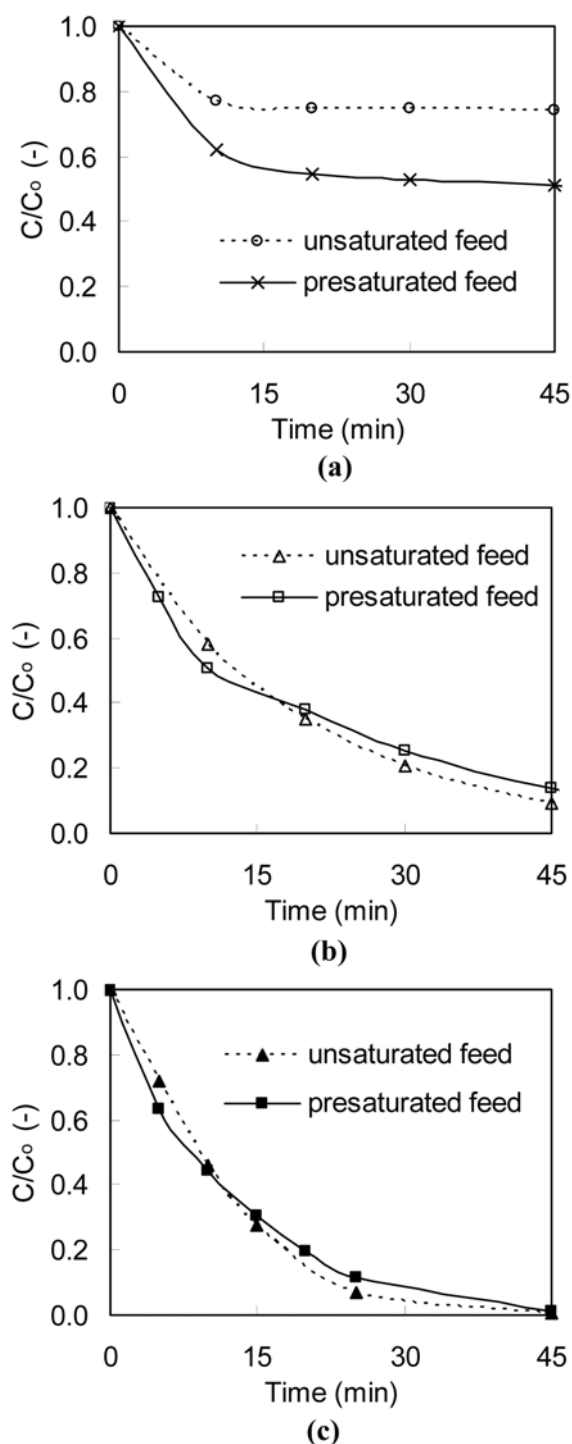 1.0
0.8
0.6
0.4
0.2
0.0
C/Co (-)
unsaturated feed
presaturated feed
0 15 30 45
Time (min)
(a)
1.0
0.8
0.6
0.4
0.2
0.0
C/Co (-)
unsaturated feed
presaturated feed
0 15 30 45
Time (min)
(b)
1.0
0.8
0.6
0.4
0.2
0.0
C/Co (-)
unsaturated feed
presaturated feed
0 15 30 45
Time (min)
(c)